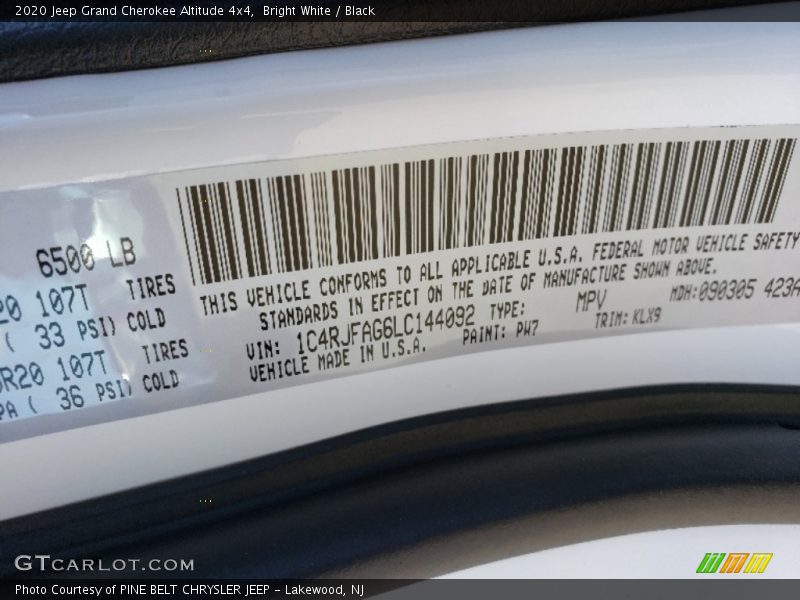 2020 Jeep Grand Cherokee Altitude 4x4, Bright White / Black
6500 LB
R20 107T TIRES
( 33 PSI) COLD
R20 107T TIRES
PA ( 36 PSI) COLD
THIS VEHICLE CONFORMS TO ALL APPLICABLE U.S.A. FEDERAL MOTOR VEHICLE SAFETY
STANDARDS IN EFFECT ON THE DATE OF MANUFACTURE SHOWN ABOVE.
VIN: 1C4RJFAG6LC144092 TYPE: MPV MDH: 090305 423A
VEHICLE MADE IN U.S.A. PAINT: PW7 TRIM: KLX9
GTCARLOT.COM
Photo Courtesy of PINE BELT CHRYSLER JEEP - Lakewood, NJ